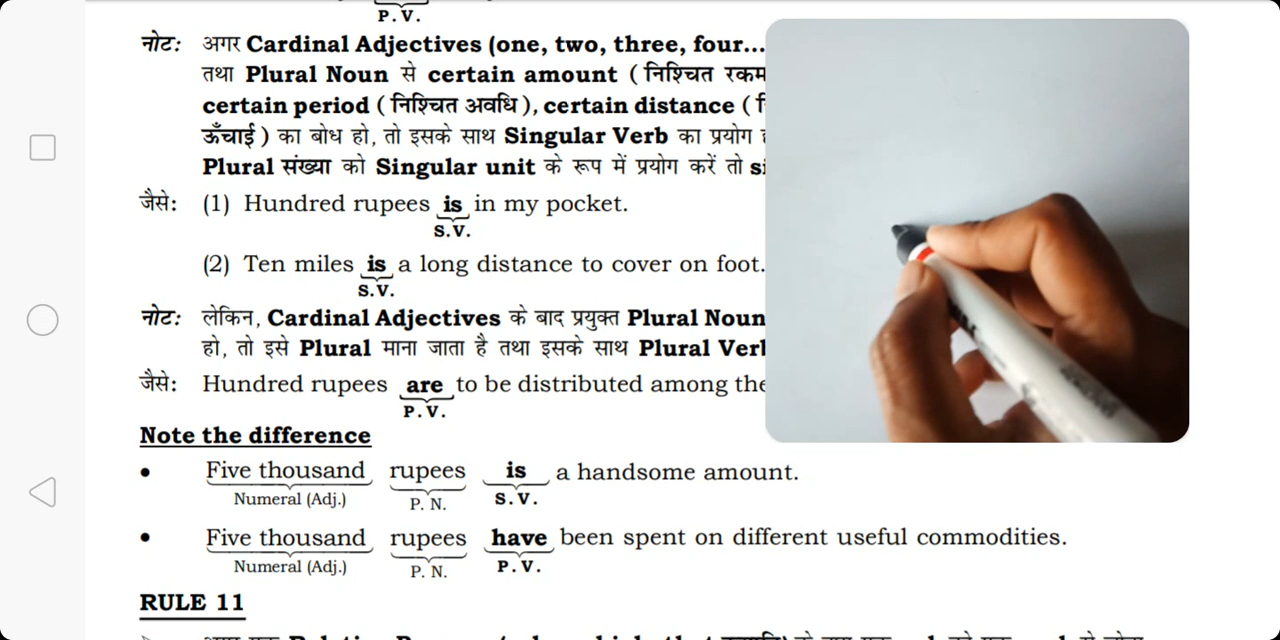 P.V.
नोट: अगर Cardinal Adjectives (one, two, three, four...
तथा Plural Noun से certain amount (निश्चित रकम
certain period (निश्चित अवधि), certain distance (
ऊँचाई) का बोध हो, तो इसके साथ Singular Verb का प्रयोग
Plural संख्या को Singular unit के रूप में प्रयोग करें तो
जैसे: (1) Hundred rupees is in my pocket.
S.V.
(2) Ten miles is a long distance to cover on foot.
S.V.
नोट: लेकिन, Cardinal Adjectives के बाद प्रयुक्त Plural Noun
हो, तो इसे Plural माना जाता है तथा इसके साथ Plural
जैसे: Hundred rupees are to be distributed among the
P.V.
Note the difference
• Five thousand rupees is a handsome amount.
Numeral (Adj.) P. N. S.V.
• Five thousand rupees have been spent on different useful commodities.
Numeral (Adj.) P. N. P.V.
RULE 11